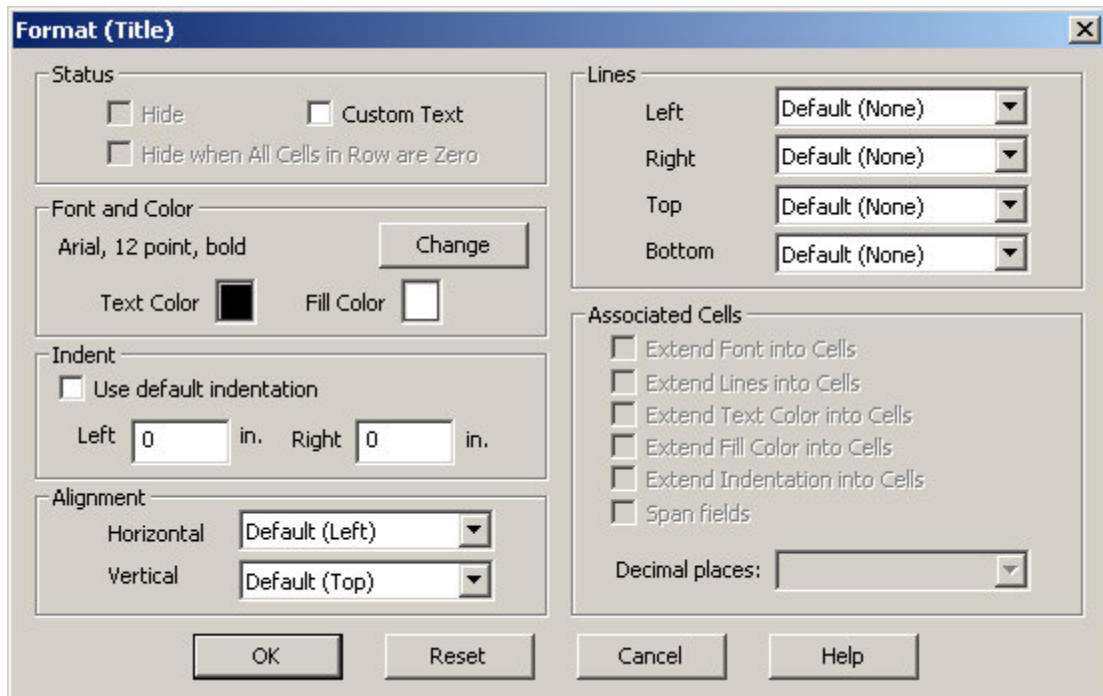 Format (Title)
Status
Hide
Custom Text
Hide when All Cells in Row are Zero
Font and Color
Arial, 12 point, bold
Change
Text Color
Fill Color
Indent
Use default indentation
Left 0 in. Right 0 in.
Alignment
Horizontal Default (Left)
Vertical Default (Top)
Lines
Left Default (None)
Right Default (None)
Top Default (None)
Bottom Default (None)
Associated Cells
Extend Font into Cells
Extend Lines into Cells
Extend Text Color into Cells
Extend Fill Color into Cells
Extend Indentation into Cells
Span fields
Decimal places:
OK Reset Cancel Help